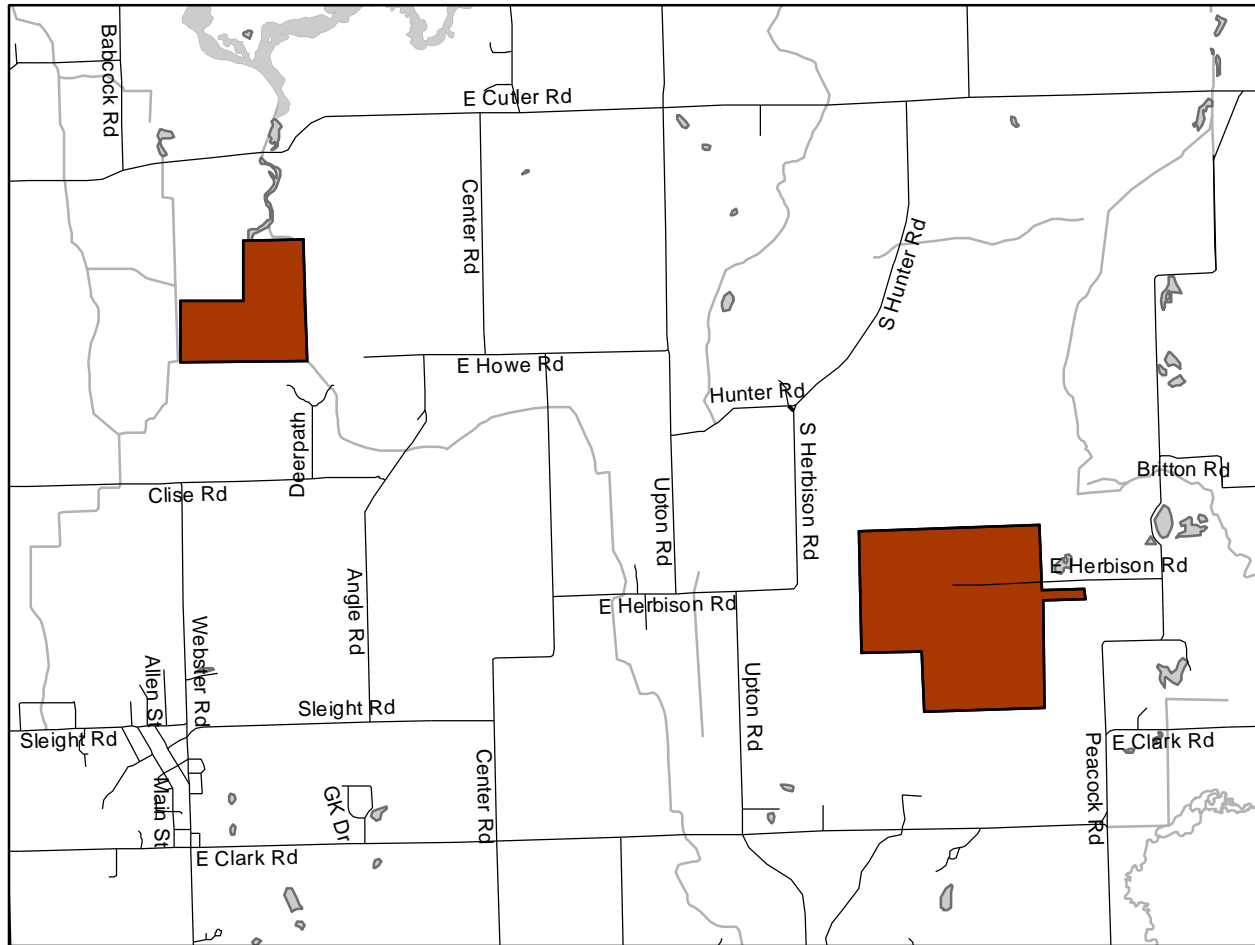 Babcock Rd
E Cutler Rd
Center Rd
S Hunter Rd
E Howe Rd
Hunter Rd
Deerpath
S Herbison Rd
Britton Rd
Clise Rd
Upton Rd
E Herbison Rd
Angle Rd
E Herbison Rd
Webster Rd
Allen St
Upton Rd
Sleight Rd
Sleight Rd
E Clark Rd
Peacock Rd
Center Rd
Main St
GK Dr
E Clark Rd